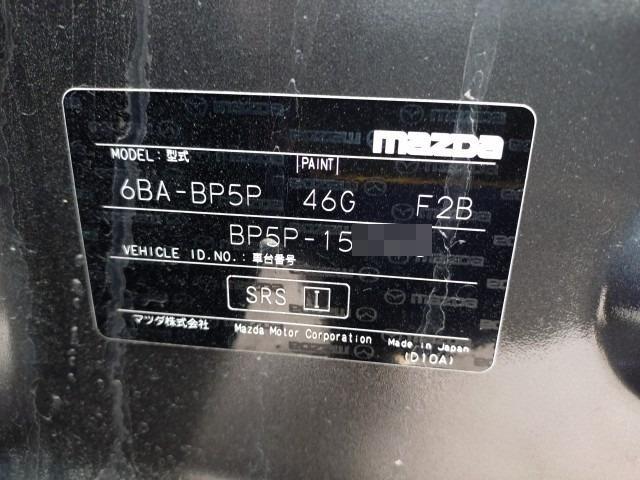 mazda
MODEL: 型式 PAINT
6BA-BP5P 46G F2B
BP5P-15
VEHICLE ID.NO.: 車台番号
SRS I
マツダ株式会社 Mazda Motor Corporation Made in Japan
(D10A)